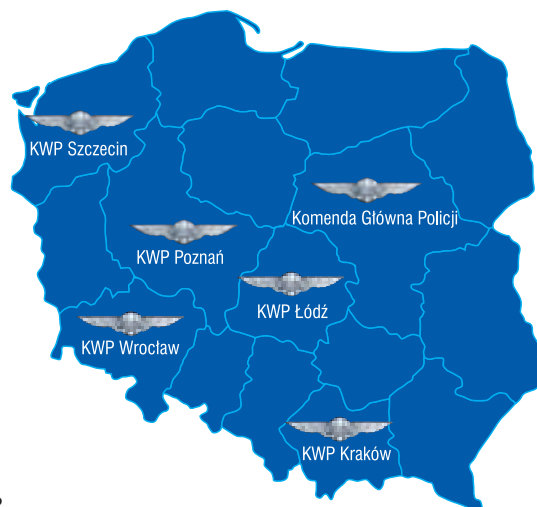 KWP Szczecin
Komenda Główna Policji
KWP Poznań
KWP Łódź
KWP Wrocław
KWP Kraków